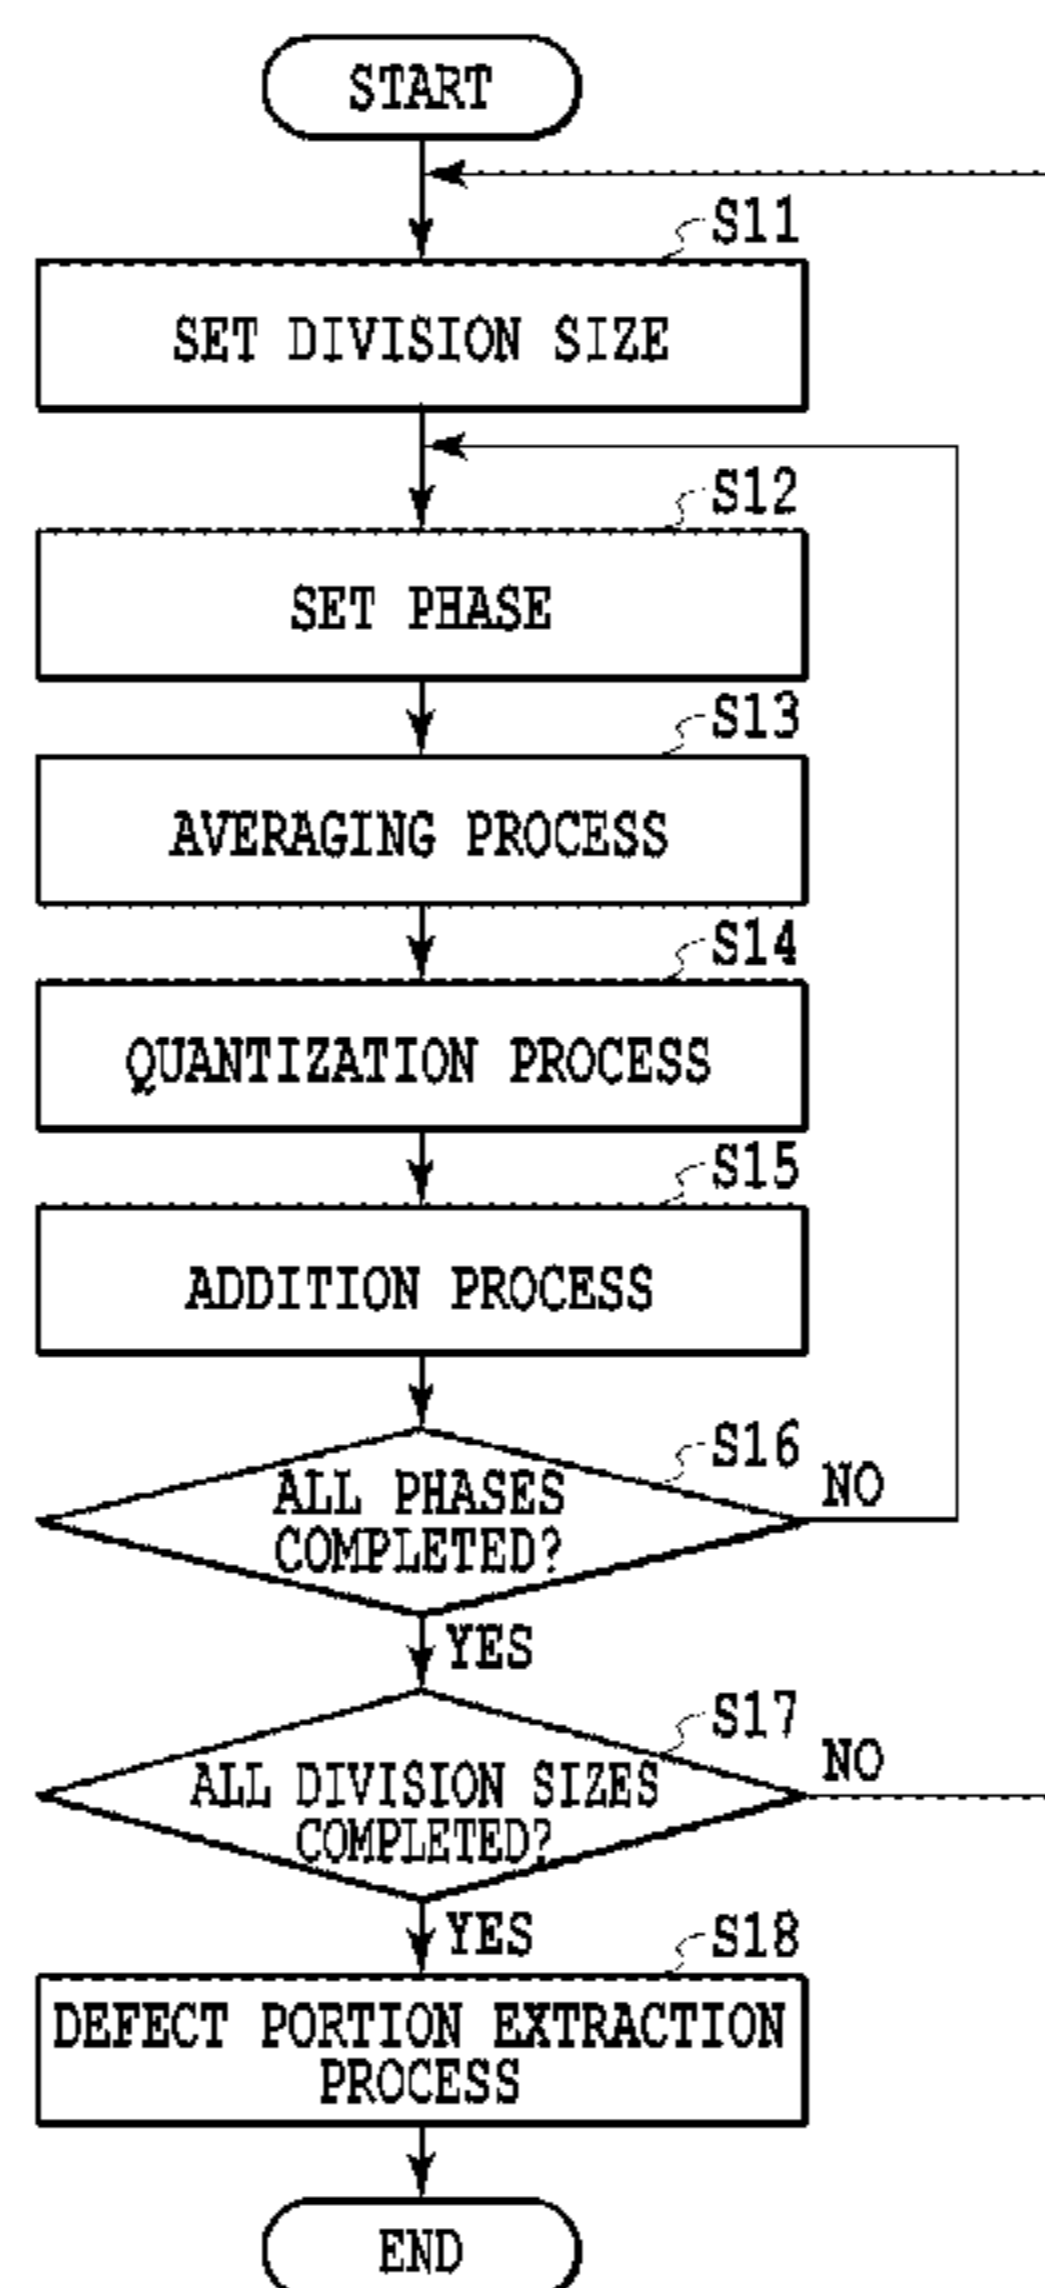 START
S11
SET DIVISION SIZE
S12
SET PHASE
S13
AVERAGING PROCESS
S14
QUANTIZATION PROCESS
S15
ADDITION PROCESS
S16
ALL PHASES
COMPLETED?
NO
YES
S17
ALL DIVISION SIZES
COMPLETED?
NO
YES
S18
DEFECT PORTION EXTRACTION
PROCESS
END